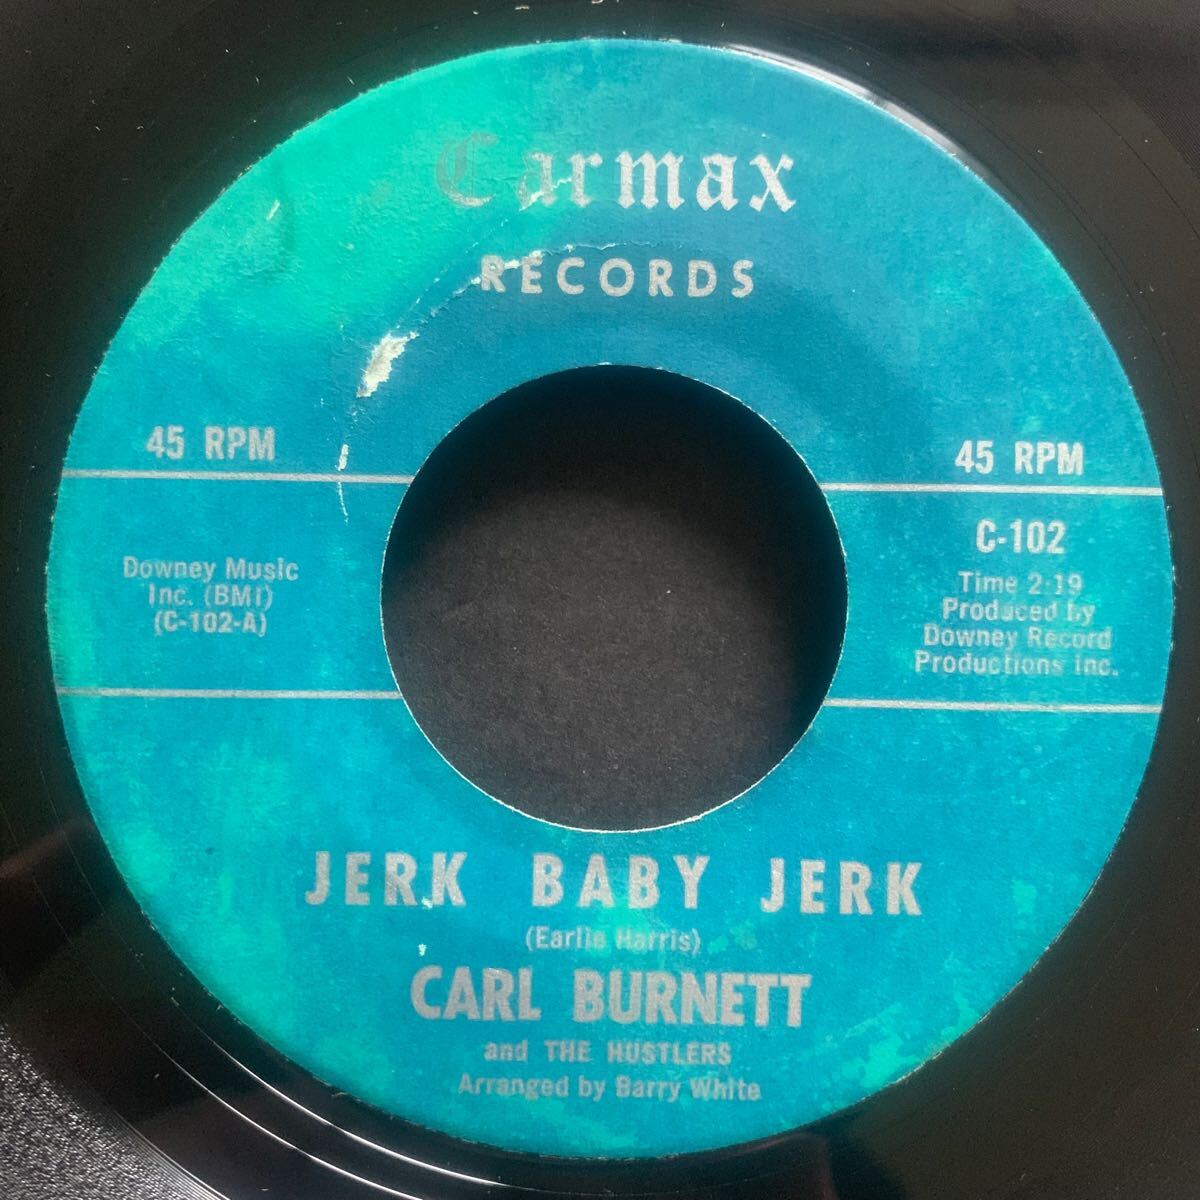 Carmax
RECORDS
45 RPM
45 RPM
Downey Music
Inc. (BMI)
(C-102-A)
C-102
Time 2:19
Produced by
Downey Record
Productions Inc.
JERK BABY JERK
(Earlie Harris)
CARL BURNETT
and THE HUSTLERS
Arranged by Barry White